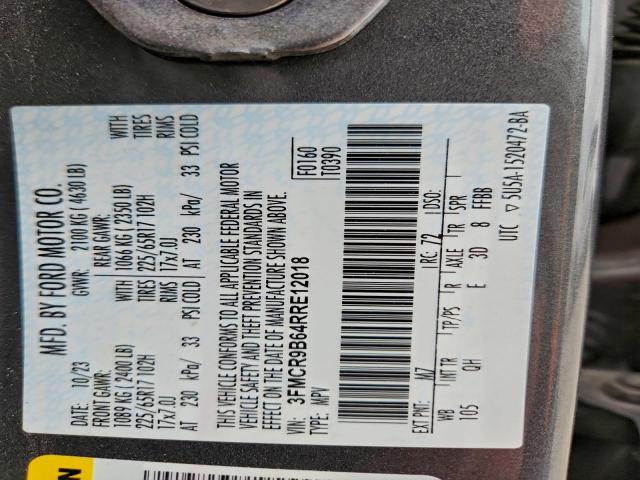 MFD. BY FORD MOTOR CO.
DATE: 10/23 GVWR: 2100 KG ( 4630 LB)
FRONT GAWR: REAR GAWR:
1089 KG ( 2400 LB) WITH 1066 KG ( 2350 LB) WITH
225/65R17 102H TIRES 225/65R17 102H TIRES
17x7.0J RIMS 17x7.0J RIMS
AT 230 kPa/ 33 PSI COLD AT 230 kPa/ 33 PSI COLD
THIS VEHICLE CONFORMS TO ALL APPLICABLE FEDERAL MOTOR
VEHICLE SAFETY AND THEFT PREVENTION STANDARDS IN
EFFECT ON THE DATE OF MANUFACTURE SHOWN ABOVE.
VIN: 3FMCR9B64RRE12018 F0160
TYPE: MPV T0390
EXT PNT: M7 RC: 72 DSO:
WB INT TR TP/PS R AXLE TR SPR
105 QH E 3D 8 FFBB
UTC ▽ 5U5A-1520472-BA